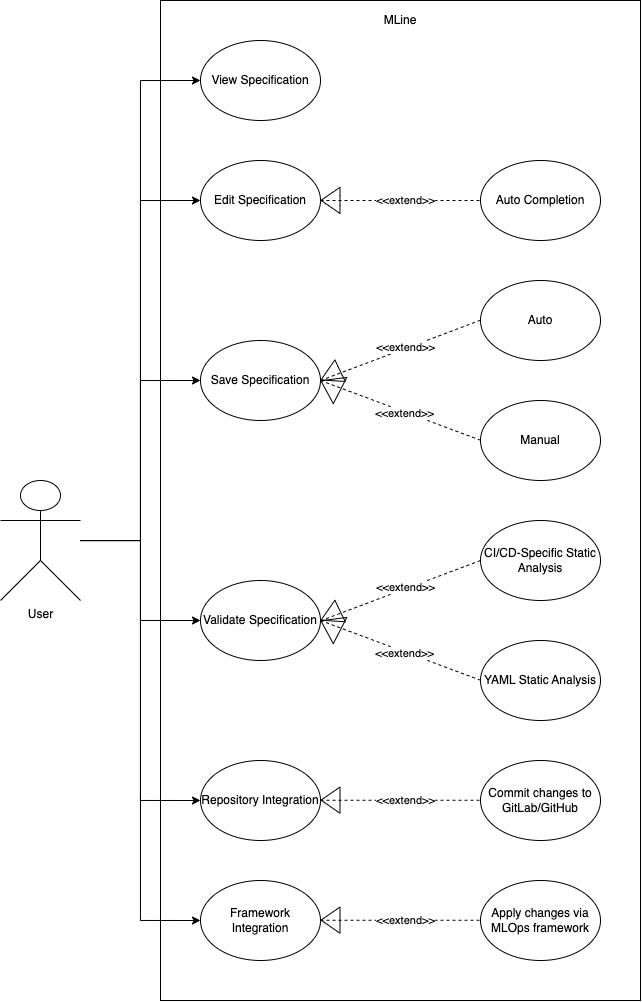 MLine
View Specification
Edit Specification
<<extend>>
Auto Completion
Auto
<<extend>>
Save Specification
<<extend>>
Manual
CI/CD-Specific Static
Analysis
<<extend>>
Validate Specification
<<extend>>
YAML Static Analysis
User
Repository Integration
<<extend>>
Commit changes to
GitLab/GitHub
Framework
Integration
<<extend>>
Apply changes via
MLOps framework